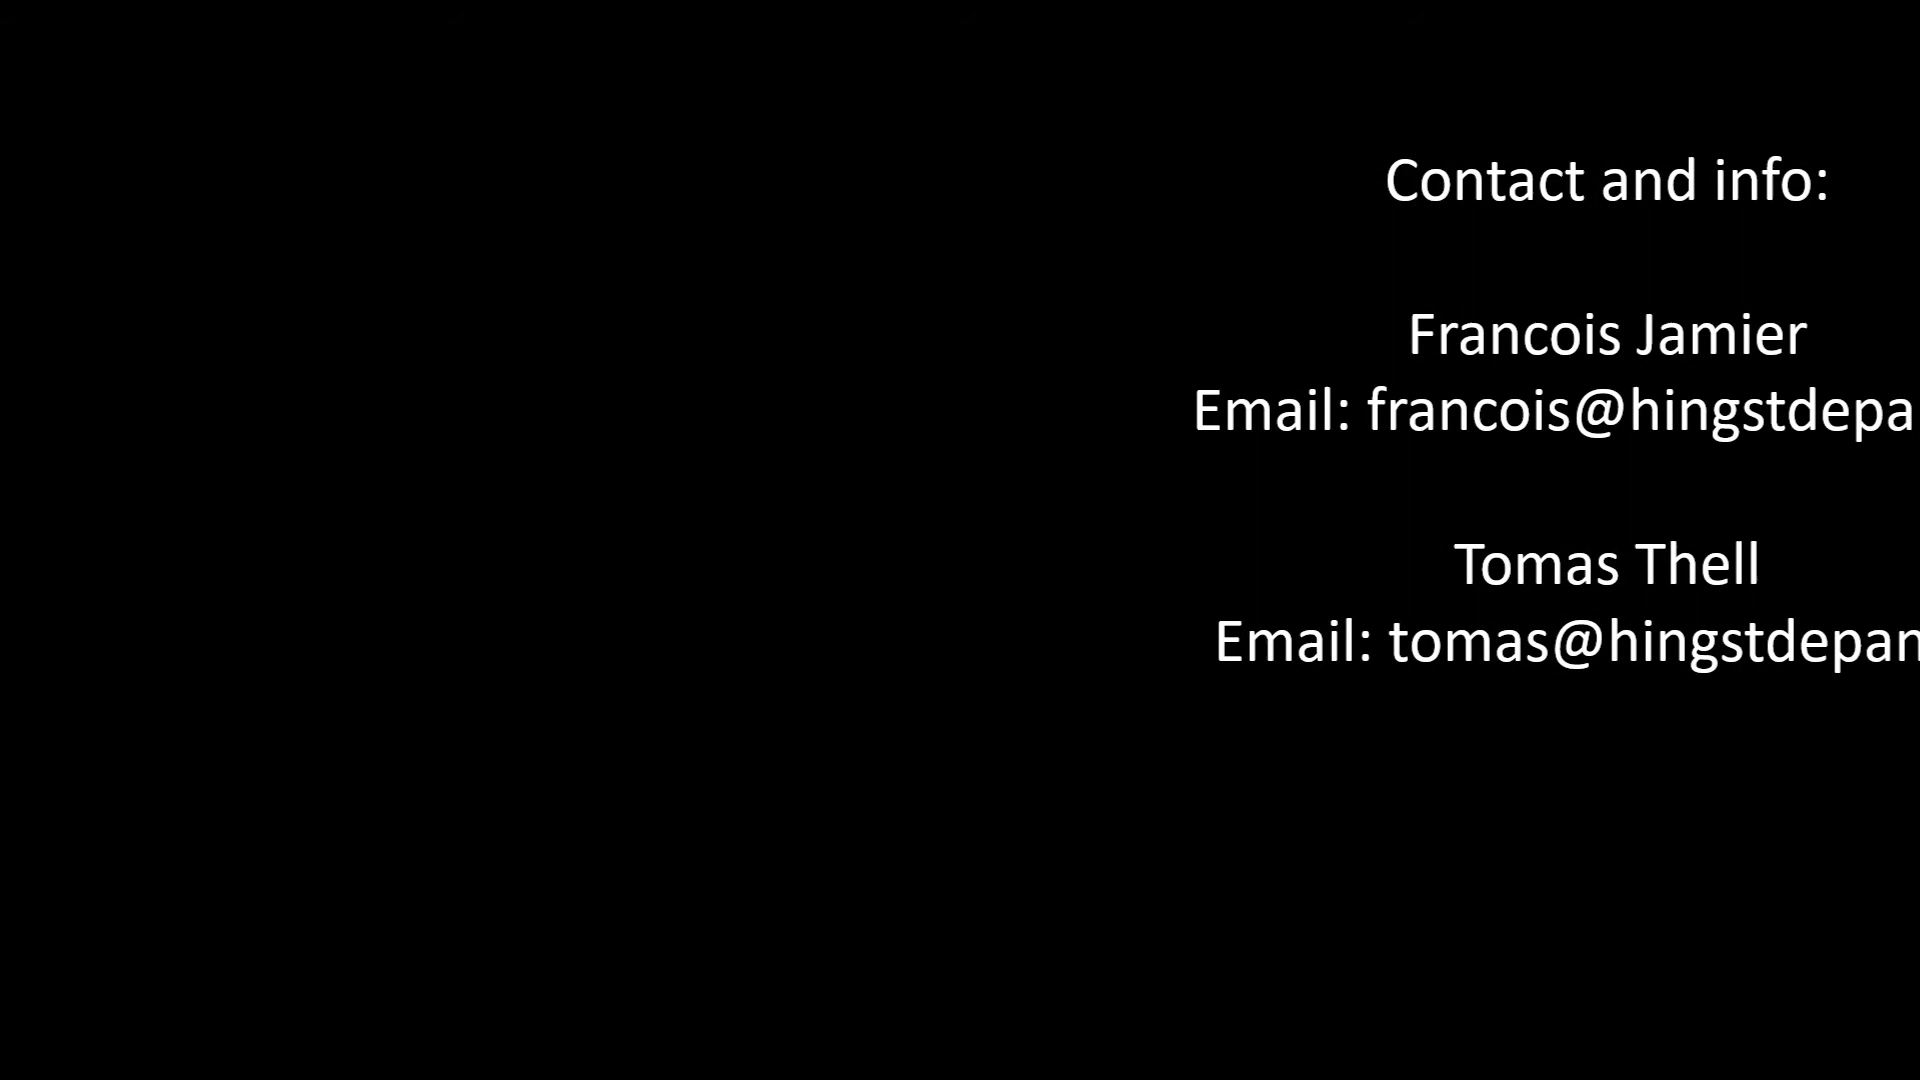 Contact and info:
Francois Jamier
Email: francois@hingstdepa
Tomas Thell
Email: tomas@hingstdepan